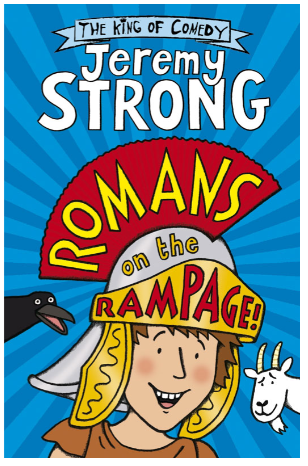 THE KING OF COMEDY
Jeremy
STRONG
ROMANS
on the
RAMPAGE!